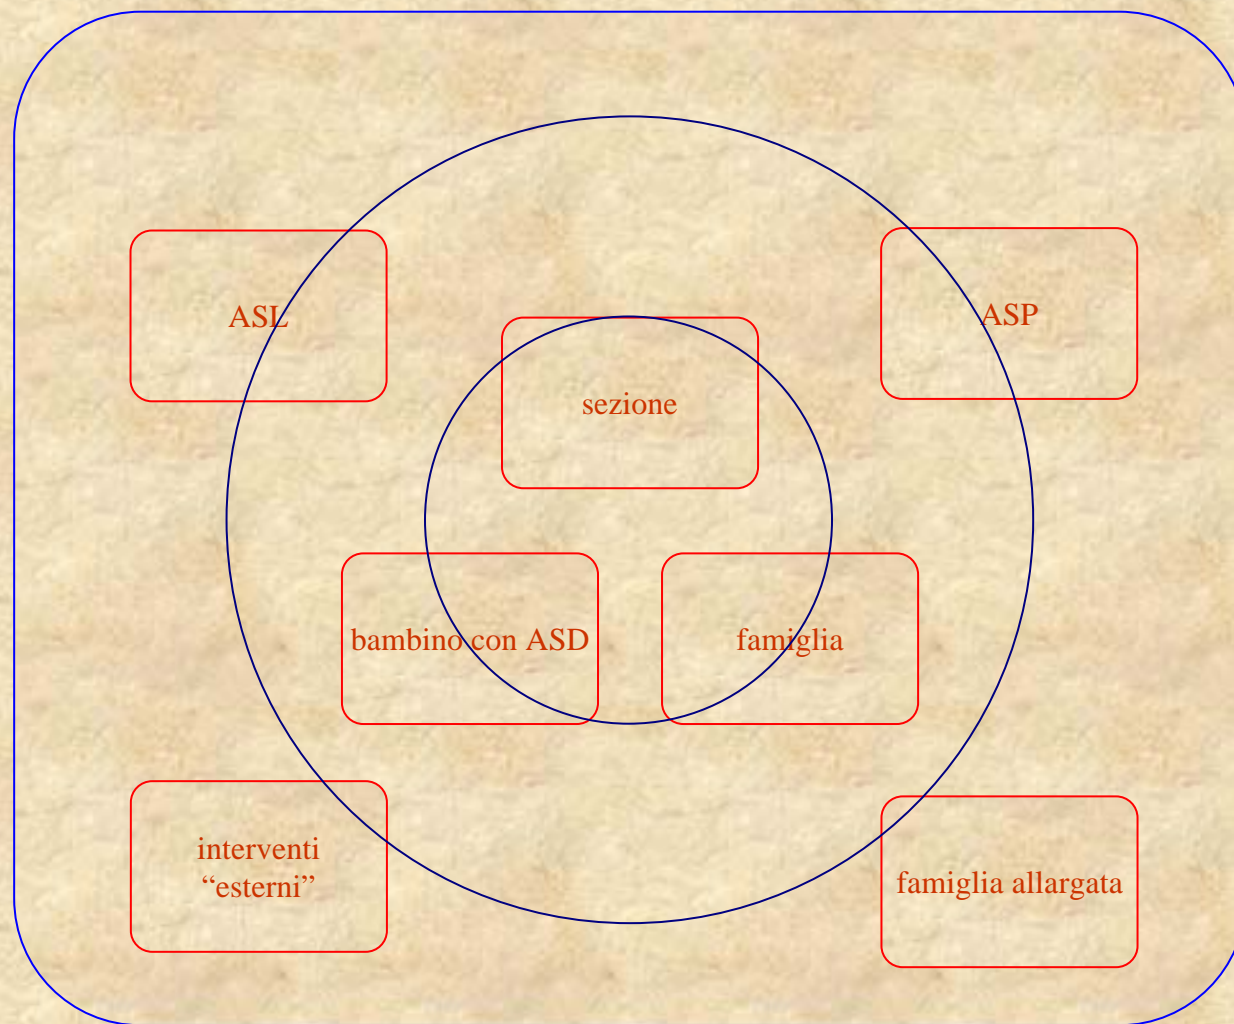 ASL
ASP
sezione
bambino con ASD
famiglia
interventi
“esterni”
famiglia allargata